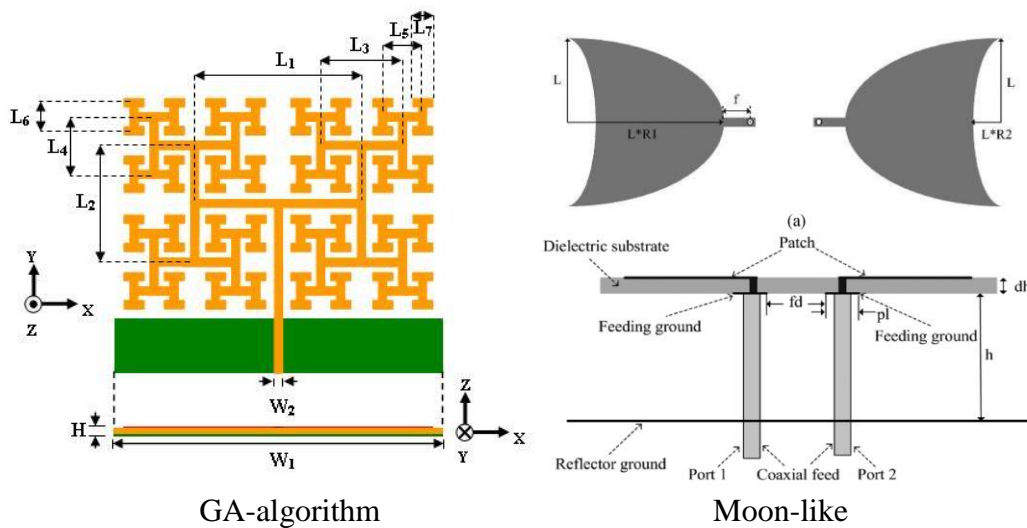 L₇
L₅
L₃
L₁
L₆
L₄
L₂
Y
X
Z
W₂
H
W₁
Z
X
Y
GA-algorithm
L
f
L*R1
L
L*R2
(a)
Dielectric substrate
Patch
dh
Feeding ground
fd
pl
Feeding ground
h
Reflector ground
Port 1
Coaxial feed
Port 2
Moon-like